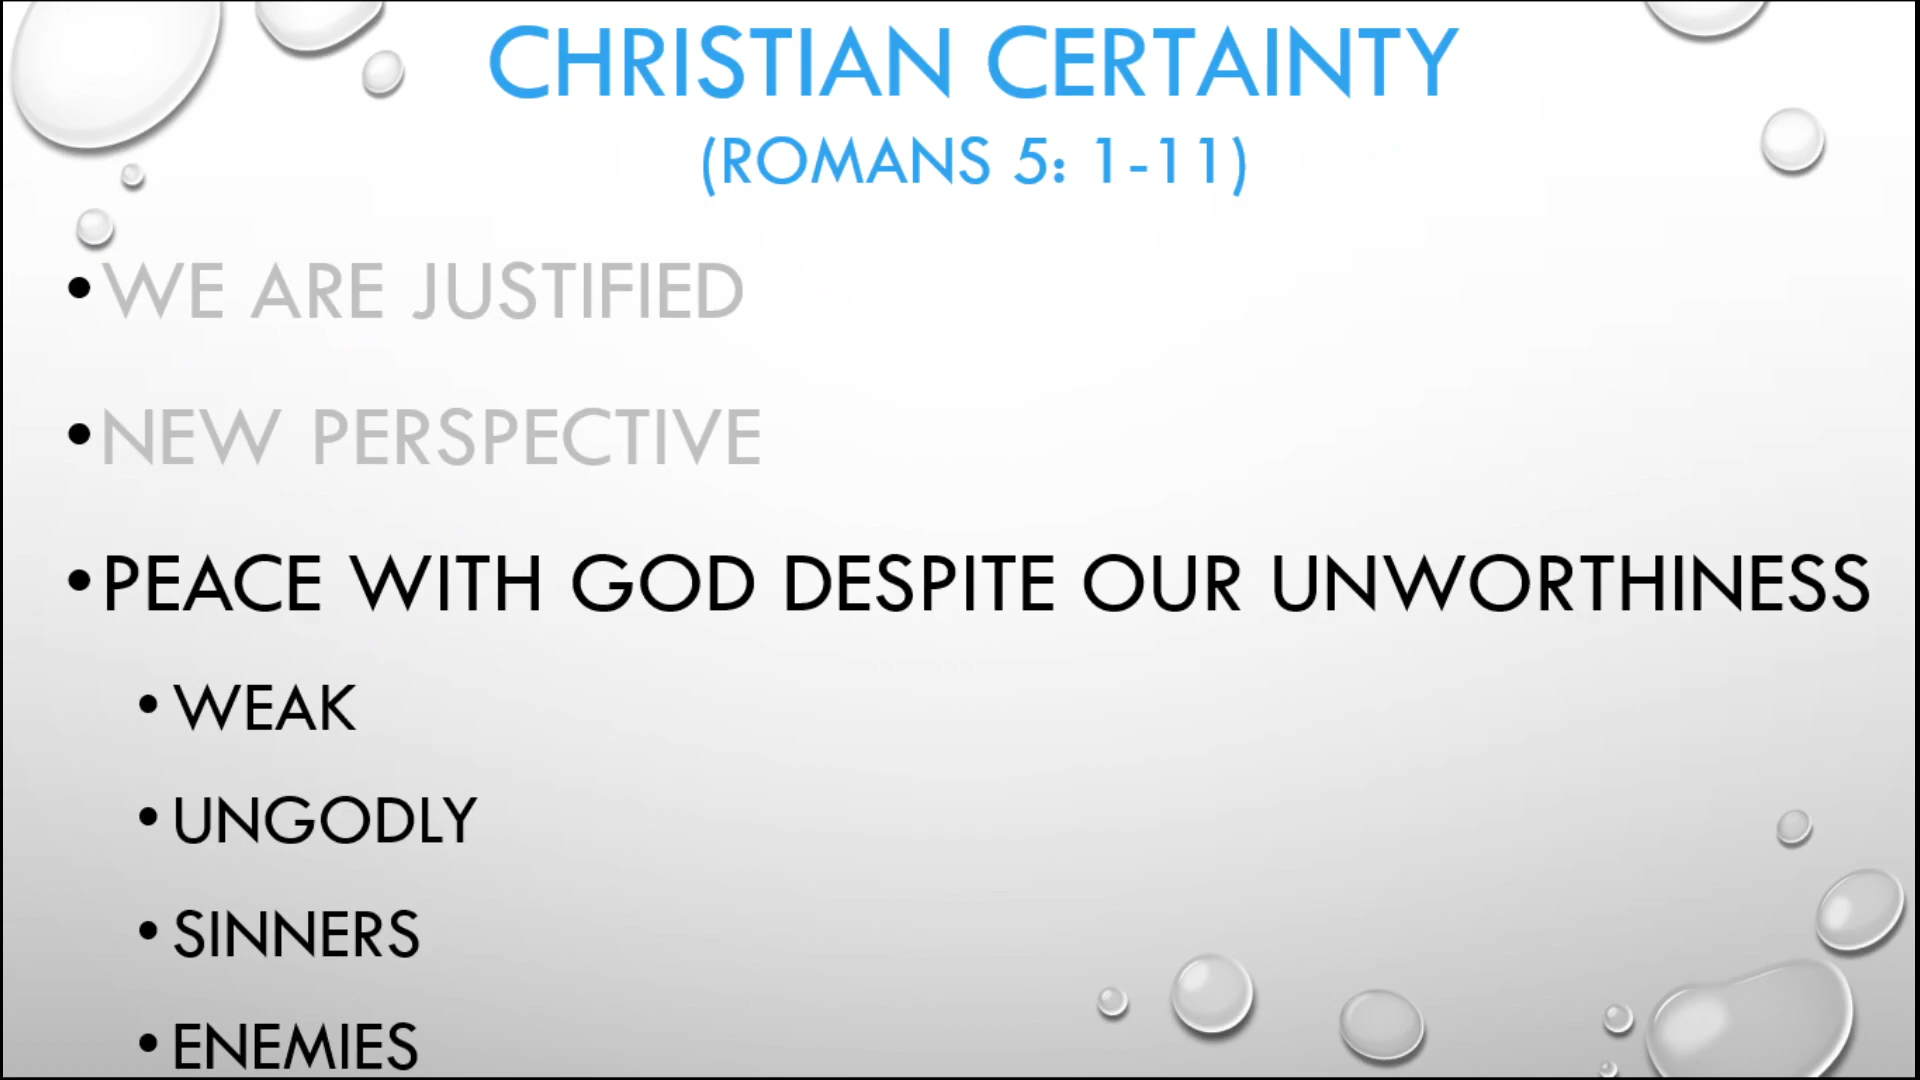 CHRISTIAN CERTAINTY
(ROMANS 5: 1-11)
•WE ARE JUSTIFIED
•NEW PERSPECTIVE
•PEACE WITH GOD DESPITE OUR UNWORTHINESS
• WEAK
• UNGODLY
• SINNERS
• ENEMIES